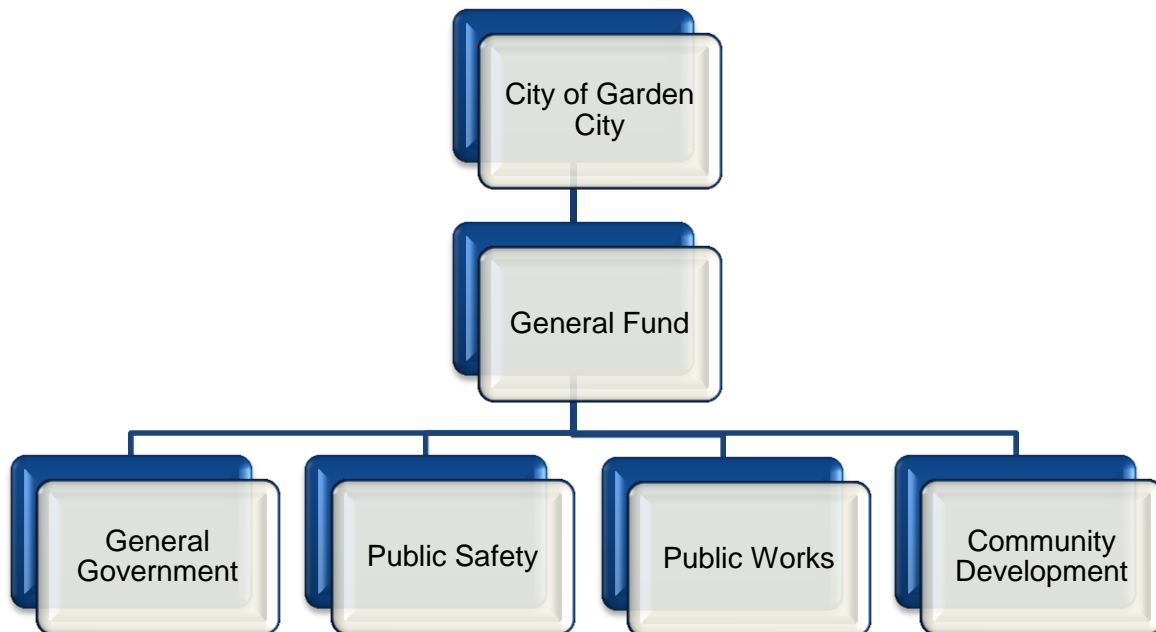 City of Garden
City
General Fund
General
Government
Public Safety
Public Works
Community
Development